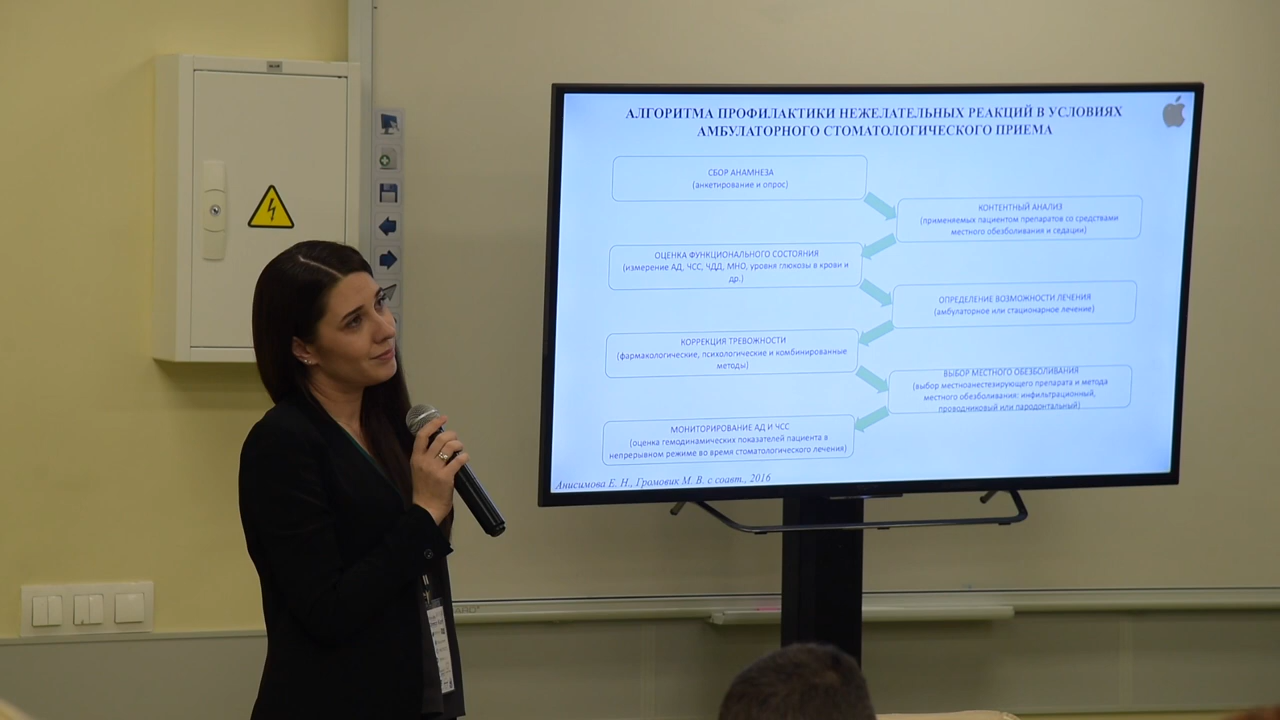 АЛГОРИТМА ПРОФИЛАКТИКИ НЕЖЕЛАТЕЛЬНЫХ РЕАКЦИЙ В УСЛОВИЯХ
АМБУЛАТОРНОГО СТОМАТОЛОГИЧЕСКОГО ПРИЕМА
СБОР АНАМНЕЗА
(анкетирование и опрос)
КОНТЕНТНЫЙ АНАЛИЗ
(применяемых пациентом препаратов со средствами
местного обезболивания и седации)
ОЦЕНКА ФУНКЦИОНАЛЬНОГО СОСТОЯНИЯ
(измерение АД, ЧСС, ЧДД, МНО, уровня глюкозы в крови и
др.)
ОПРЕДЕЛЕНИЕ ВОЗМОЖНОСТИ ЛЕЧЕНИЯ
(амбулаторное или стационарное лечение)
КОРРЕКЦИЯ ТРЕВОЖНОСТИ
(фармакологические, психологические и комбинированные
методы)
ВЫБОР МЕСТНОГО ОБЕЗБОЛИВАНИЯ
(выбор местноанестезирующего препарата и метода
местного обезболивания: инфильтрационный,
проводниковый или пародонтальный)
МОНИТОРИРОВАНИЕ АД И ЧСС
(оценка гемодинамических показателей пациента в
непрерывном режиме во время стоматологического лечения)
Анисимова Е. Н., Громовик М. В. с соавт., 2016